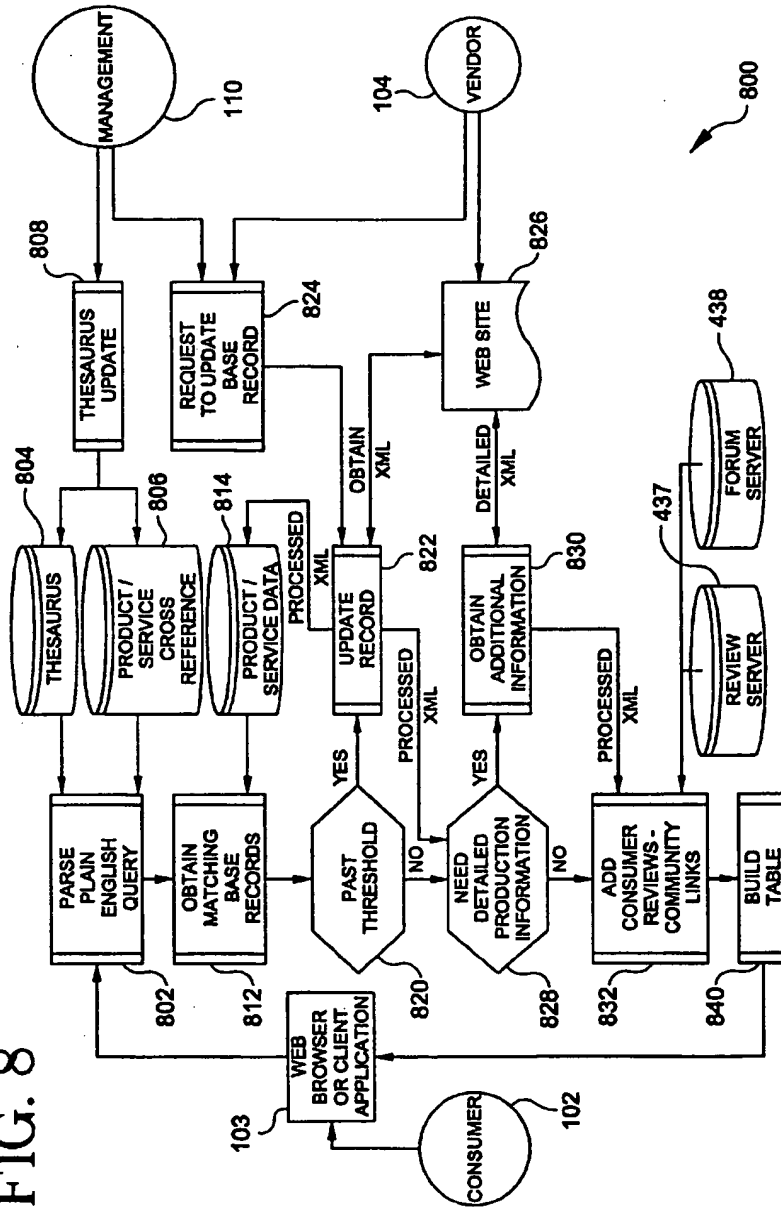 FIG. 8
MANAGEMENT
110
VENDOR
104
800
808
THESAURUS
UPDATE
REQUEST
TO UPDATE
BASE
RECORD
824
826
WEB SITE
804
THESAURUS
806
PRODUCT /
SERVICE
CROSS
REFERENCE
814
PRODUCT /
SERVICE DATA
PROCESSED
XML
OBTAIN
XML
822
UPDATE
RECORD
PROCESSED
XML
DETAILED
XML
830
OBTAIN
ADDITIONAL
INFORMATION
PROCESSED
XML
438
FORUM
SERVER
437
REVIEW
SERVER
PARSE
PLAIN
ENGLISH
QUERY
802
OBTAIN
MATCHING
BASE
RECORDS
812
YES
PAST
THRESHOLD
820
NO
YES
NEED
DETAILED
PRODUCTION
INFORMATION
828
NO
ADD
CONSUMER
REVIEWS -
COMMUNITY
LINKS
832
BUILD
TABLE
840
WEB
BROWSER
OR CLIENT
APPLICATION
103
CONSUMER
102